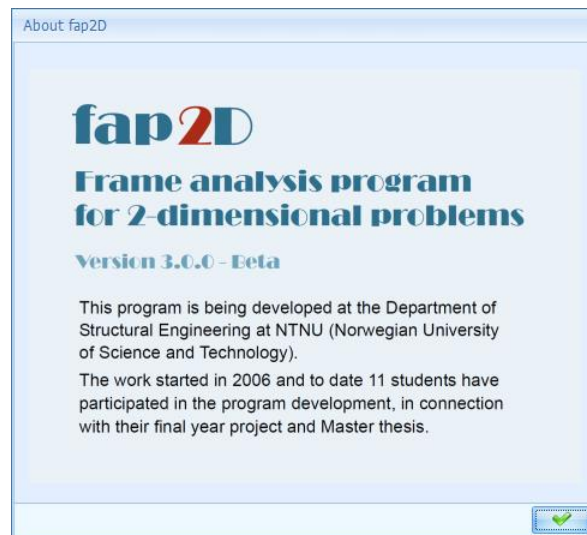 About fap2D
fap2D
Frame analysis program
for 2-dimensional problems
Version 3.0.0 - Beta
This program is being developed at the Department of
Structural Engineering at NTNU (Norwegian University
of Science and Technology).
The work started in 2006 and to date 11 students have
participated in the program development, in connection
with their final year project and Master thesis.